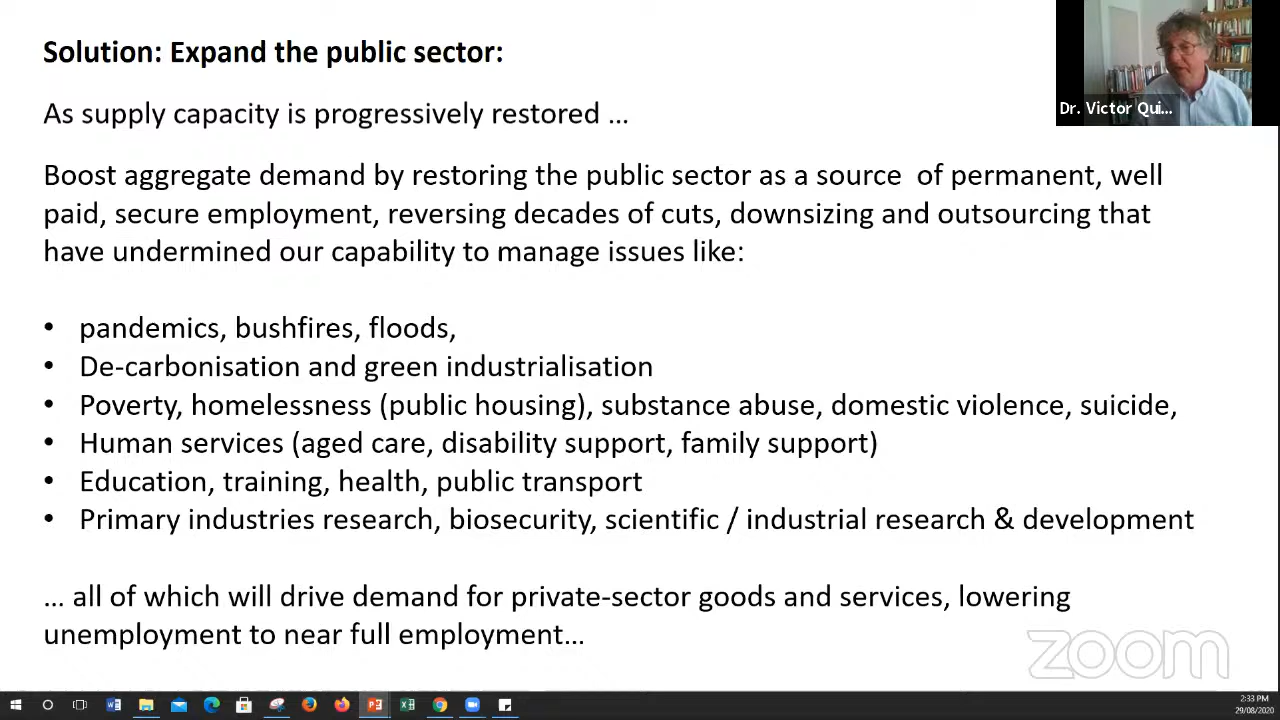 Solution: Expand the public sector:
As supply capacity is progressively restored ...
Boost aggregate demand by restoring the public sector as a source of permanent, well
paid, secure employment, reversing decades of cuts, downsizing and outsourcing that
have undermined our capability to manage issues like:
• pandemics, bushfires, floods,
• De-carbonisation and green industrialisation
• Poverty, homelessness (public housing), substance abuse, domestic violence, suicide,
• Human services (aged care, disability support, family support)
• Education, training, health, public transport
• Primary industries research, biosecurity, scientific / industrial research & development
... all of which will drive demand for private-sector goods and services, lowering
unemployment to near full employment...
Dr. Victor Qui...
zoom
2:33 PM
29/08/2020